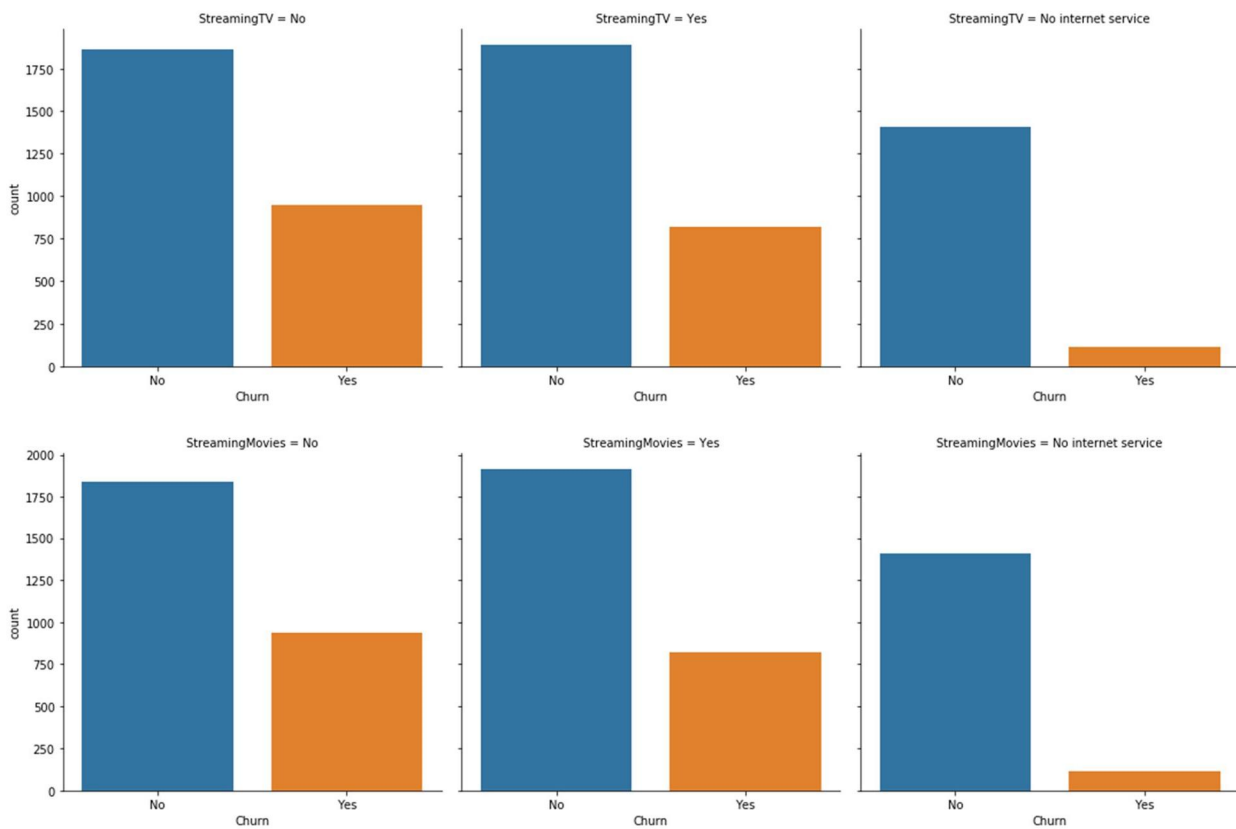 StreamingTV = No
StreamingTV = Yes
StreamingTV = No internet service
1750
1500
1250
1000
750
500
250
0
count
No
Yes
No
Yes
No
Yes
Churn
Churn
Churn
StreamingMovies = No
StreamingMovies = Yes
StreamingMovies = No internet service
2000
1750
1500
1250
1000
750
500
250
0
count
No
Yes
No
Yes
No
Yes
Churn
Churn
Churn